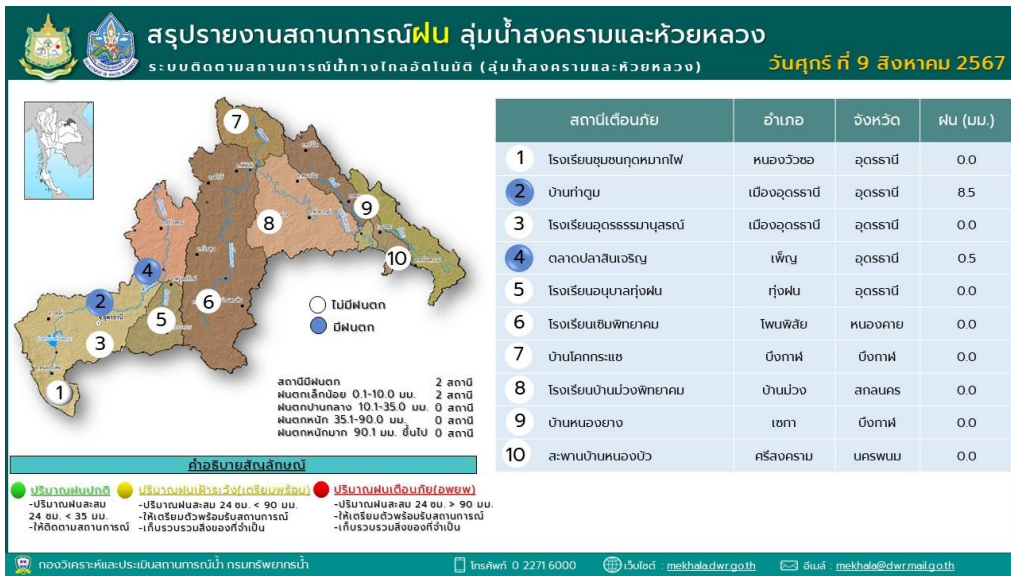 สรุปรายงานสถานการณ์ฝน ลุ่มน้ำสงครามและห้วยหลวง
ระบบติดตามสถานการณ์น้ำทางไกลอัตโนมัติ (ลุ่มน้ำสงครามและห้วยหลวง)
วันศุกร์ ที่ 9 สิงหาคม 2567
7
8
9
10
4
2
6
5
3
1
ไม่มีฝนตก
มีฝนตก
สถานีมีฝนตก 2 สถานี
ฝนตกเล็กน้อย 0.1-10.0 มม. 2 สถานี
ฝนตกปานกลาง 10.1-35.0 มม. 0 สถานี
ฝนตกหนัก 35.1-90.0 มม. 0 สถานี
ฝนตกหนักมาก 90.1 มม. ขึ้นไป 0 สถานี
สถานีเตือนภัย อำเภอ จังหวัด ฝน (มม.)
1 โรงเรียนชุมชนกุดหมากไฟ หนองวัวซอ อุดรธานี 0.0
2 บ้านท่าตูม เมืองอุดรธานี อุดรธานี 8.5
3 โรงเรียนอุดรธรรมานุสรณ์ เมืองอุดรธานี อุดรธานี 0.0
4 ตลาดปลาสินเจริญ เพ็ญ อุดรธานี 0.5
5 โรงเรียนอนุบาลทุ่งฝน ทุ่งฝน อุดรธานี 0.0
6 โรงเรียนเซิมพิทยาคม โพนพิสัย หนองคาย 0.0
7 บ้านโคกกระแซ บึงกาฬ บึงกาฬ 0.0
8 โรงเรียนบ้านม่วงพิทยาคม บ้านม่วง สกลนคร 0.0
9 บ้านหนองยาง เซกา บึงกาฬ 0.0
10 สะพานบ้านหนองบัว ศรีสงคราม นครพนม 0.0
คำอธิบายสัญลักษณ์
ปริมาณฝนปกติ
-ปริมาณฝนสะสม
24 ชม. < 35 มม.
-ให้ติดตามสถานการณ์
ปริมาณฝนเฝ้าระวัง(เตรียมพร้อม)
-ปริมาณฝนสะสม 24 ชม. < 90 มม.
-ให้เตรียมตัวพร้อมรับสถานการณ์
-เก็บรวบรวมสิ่งของที่จำเป็น
ปริมาณฝนเตือนภัย(อพยพ)
-ปริมาณฝนสะสม 24 ชม. > 90 มม.
-ให้เตรียมตัวพร้อมรับสถานการณ์
-เก็บรวบรวมสิ่งของที่จำเป็น
กองวิเคราะห์และประเมินสถานการณ์น้ำ กรมทรัพยากรน้ำ
โทรศัพท์ 0 2271 6000
เว็บไซต์ : mekhala.dwr.go.th
อีเมล์ : mekhala@dwr.mail.go.th